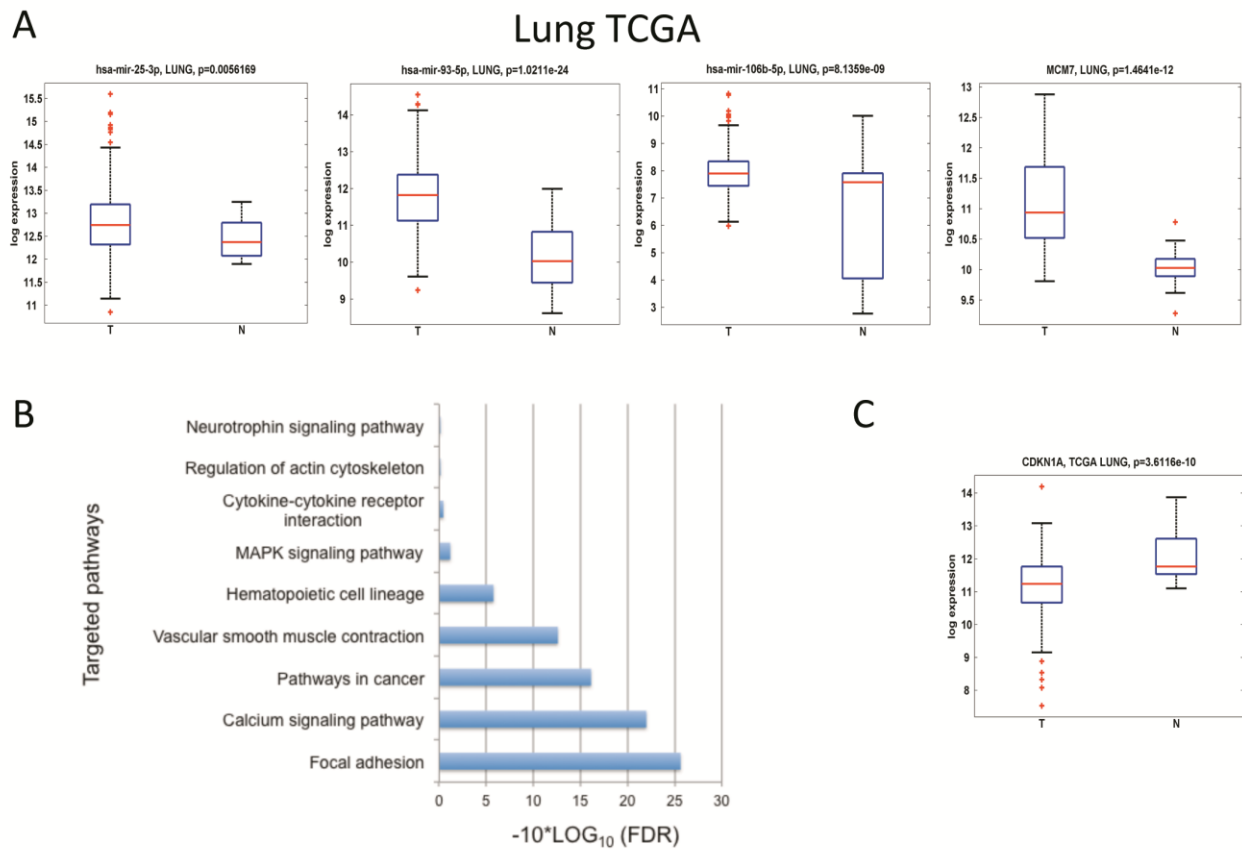 A
Lung TCGA
hsa-mir-25-3p, LUNG, p=0.0056169
log expression
15.5
15
14.5
14
13.5
13
12.5
12
11.5
11
T
N
hsa-mir-93-5p, LUNG, p=1.0211e-24
log expression
14
13
12
11
10
9
T
N
hsa-mir-106b-5p, LUNG, p=8.1359e-09
log expression
11
10
9
8
7
6
5
4
3
T
N
MCM7, LUNG, p=1.4641e-12
log expression
13
12.5
12
11.5
11
10.5
10
9.5
T
N
B
Targeted pathways
Neurotrophin signaling pathway
Regulation of actin cytoskeleton
Cytokine-cytokine receptor
interaction
MAPK signaling pathway
Hematopoietic cell lineage
Vascular smooth muscle contraction
Pathways in cancer
Calcium signaling pathway
Focal adhesion
0 5 10 15 20 25 30
-10*LOG₁₀ (FDR)
C
CDKN1A, TCGA LUNG, p=3.6116e-10
log expression
14
13
12
11
10
9
8
T
N